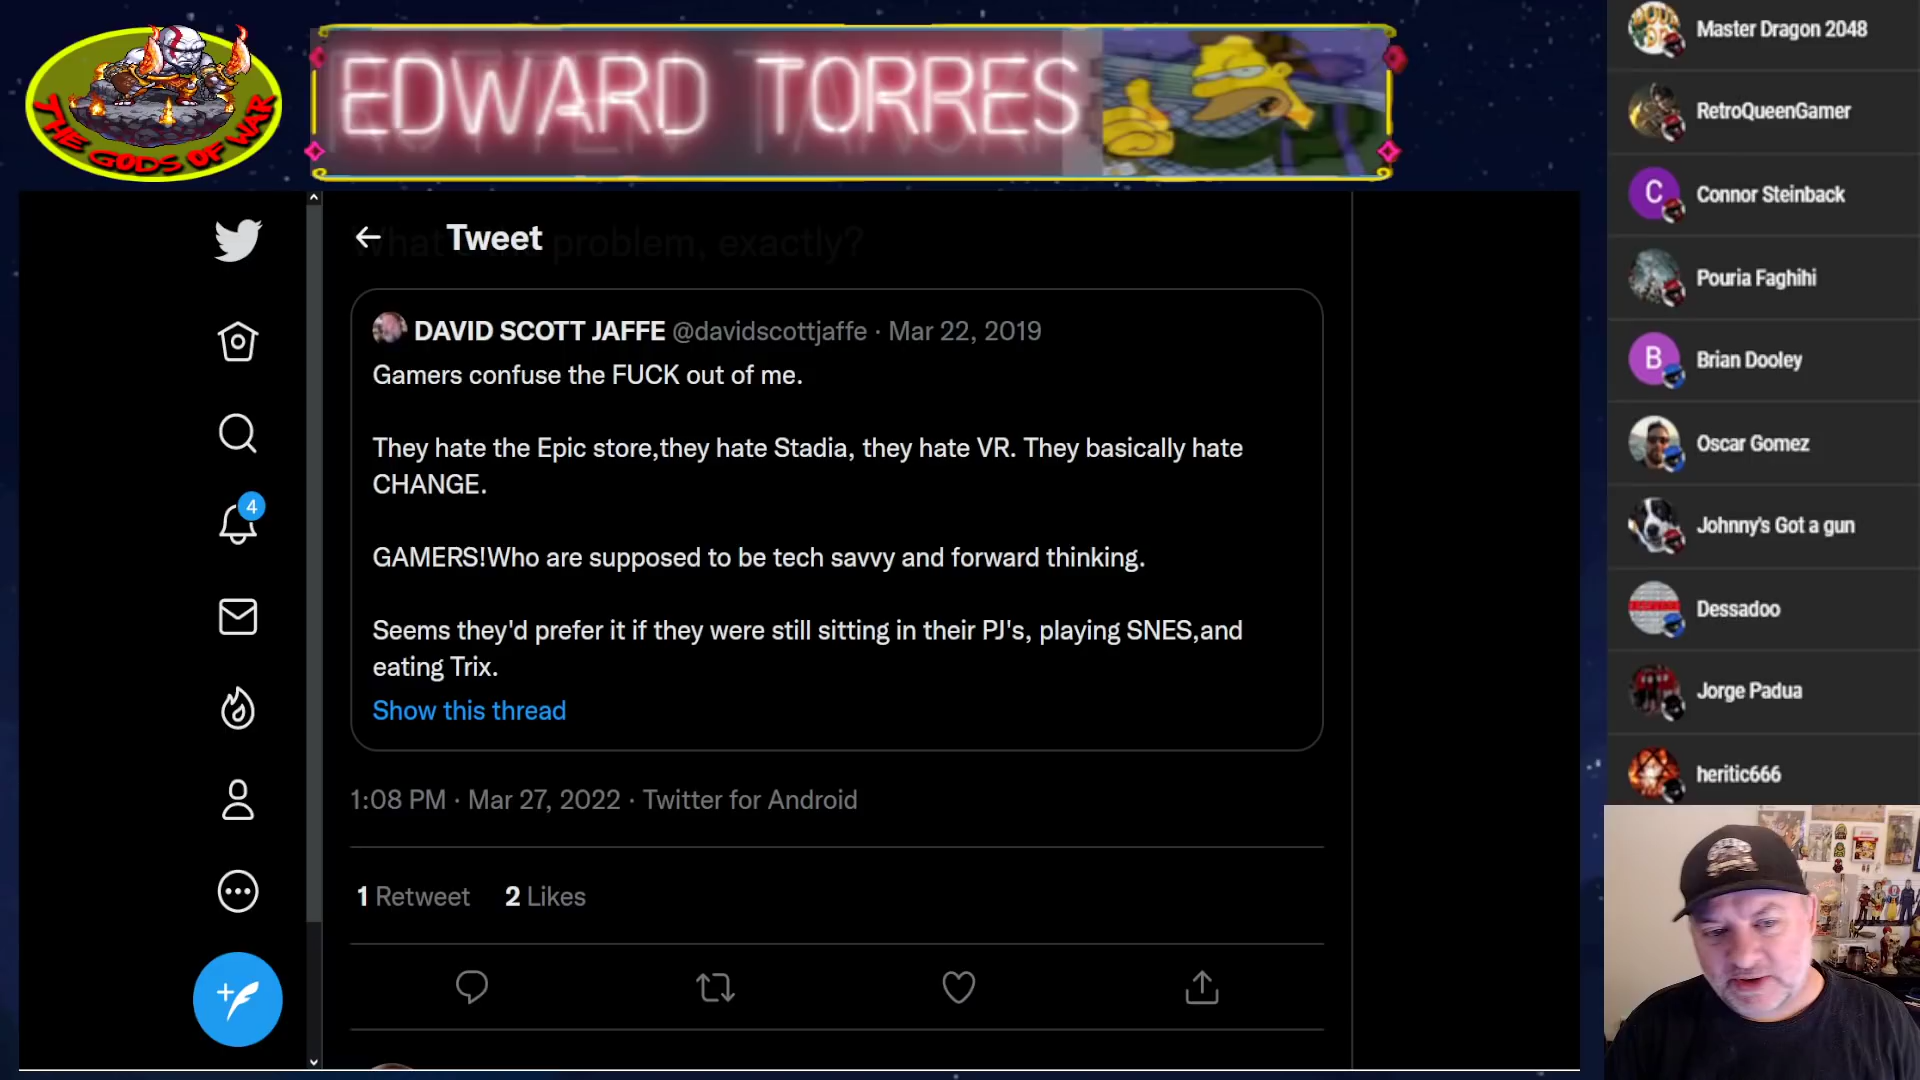 THE GODS OF WAR
EDWARD TORRES
Tweet
problem, exactly?
DAVID SCOTT JAFFE @davidscottjaffe · Mar 22, 2019
Gamers confuse the FUCK out of me.
They hate the Epic store,they hate Stadia, they hate VR. They basically hate
CHANGE.
GAMERS!Who are supposed to be tech savvy and forward thinking.
Seems they'd prefer it if they were still sitting in their PJ's, playing SNES,and
eating Trix.
Show this thread
1:08 PM · Mar 27, 2022 · Twitter for Android
1 Retweet 2 Likes
4
Master Dragon 2048
RetroQueenGamer
C
Connor Steinback
Pouria Faghihi
B
Brian Dooley
Oscar Gomez
Johnny's Got a gun
Dessadoo
Jorge Padua
heritic666